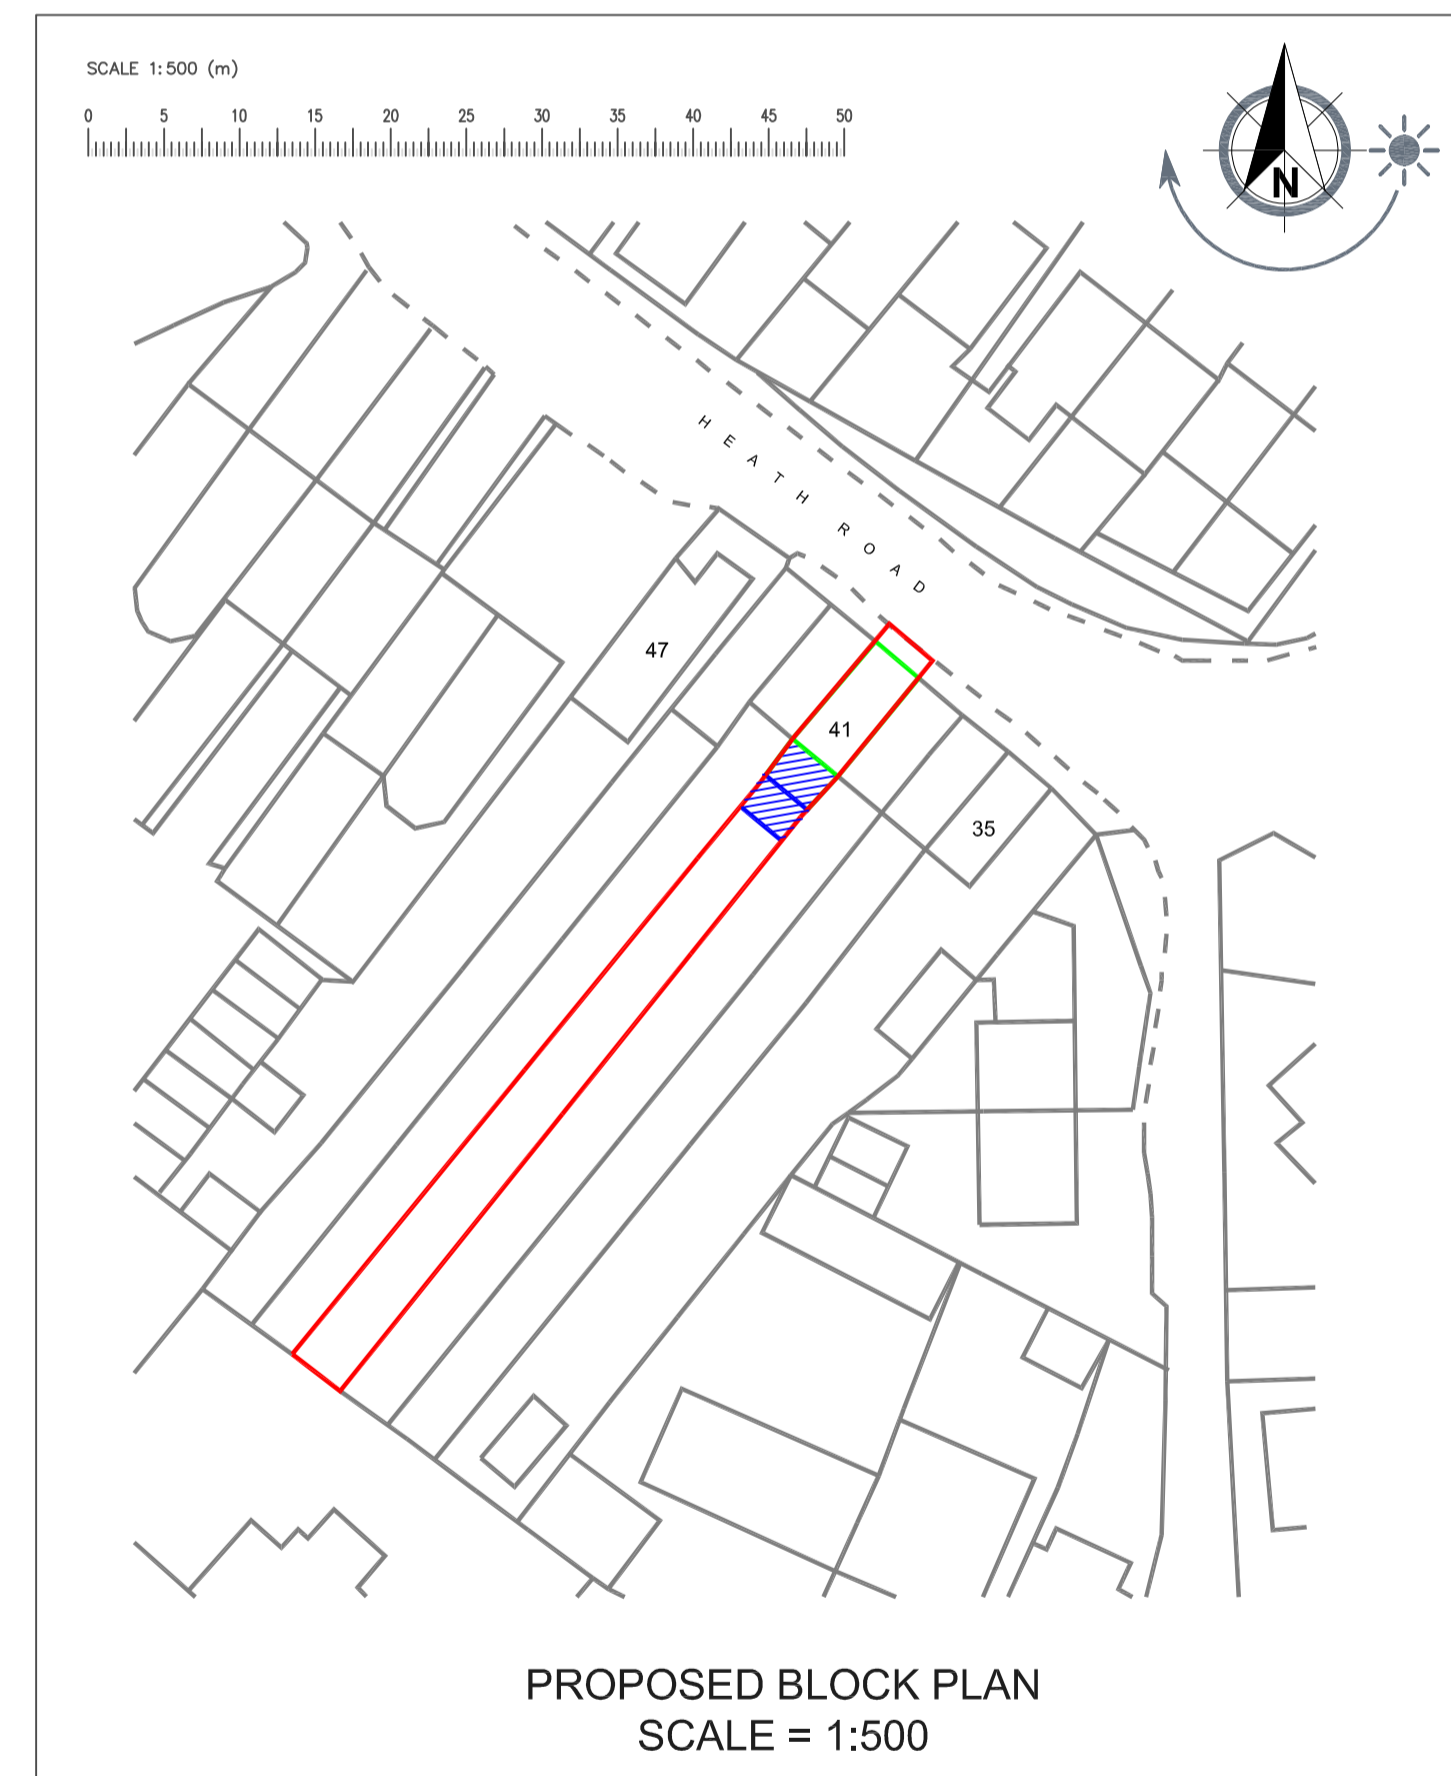 SCALE 1:500 (m)
0 5 10 15 20 25 30 35 40 45 50
N
HEATH ROAD
47
41
35
PROPOSED BLOCK PLAN
SCALE = 1:500